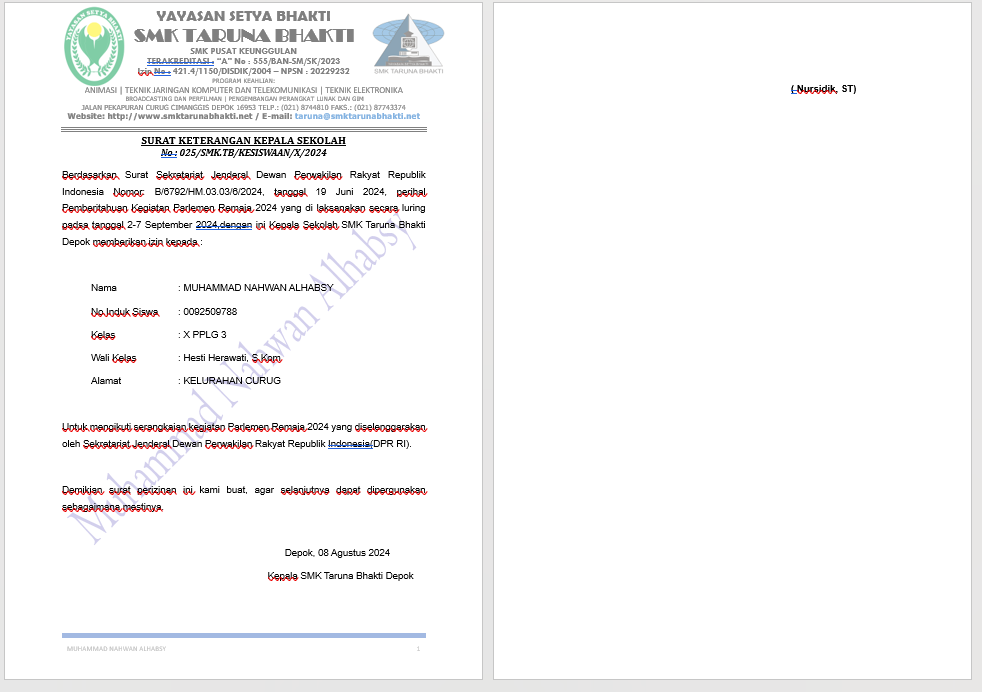 YAYASAN SETYA BHAKTI
SMK TARUNA BHAKTI
SMK PUSAT KEUNGGULAN
TERAKREDITASI : "A" No : 555/BAN-SM/SK/2023
Izin No : 421.4/1150/DISDIK/2004 – NPSN : 20229232
PROGRAM KEAHLIAN:
ANIMASI | TEKNIK JARINGAN KOMPUTER DAN TELEKOMUNIKASI | TEKNIK ELEKTRONIKA
BROADCASTING DAN PERFILMAN | PENGEMBANGAN PERANGKAT LUNAK DAN GIM
JALAN PEKAPURAN CURUG CIMANGGIS DEPOK 16953 TELP.: (021) 8744810 FAKS.: (021) 87743374
Website: http://www.smktarunabhakti.net / E-mail: taruna@smktarunabhakti.net
SMK TARUNA BHAKTI
SURAT KETERANGAN KEPALA SEKOLAH
No : 025/SMK.TB/KESISWAAN/X/2024
Berdasarkan Surat Sekretariat Jenderal Dewan Perwakilan Rakyat Republik
Indonesia Nomor: B/6792/HM.03.03/6/2024, tanggal 19 Juni 2024, perihal
Pemberitahuan Kegiatan Parlemen Remaja 2024 yang di laksanakan secara luring
padsa tanggal 2-7 September 2024,dengan ini Kepala Sekolah SMK Taruna Bhakti
Depok memberikan izin kepada :
Nama : MUHAMMAD NAHWAN ALHABSY
No.Induk Siswa : 0092509788
Kelas : X PPLG 3
Wali Kelas : Hesti Herawati, S.Kom
Alamat : KELURAHAN CURUG
Untuk mengikuti serangkaian kegiatan Parlemen Remaja 2024 yang diselenggarakan
oleh Sekretariat Jenderal Dewan Perwakilan Rakyat Republik Indonesia(DPR RI).
Demikian surat perizinan ini kami buat, agar selanjutnya dapat dipergunakan
sebagaimana mestinya.
Depok, 08 Agustus 2024
Kepala SMK Taruna Bhakti Depok
Muhammad Nahwan Alhabsy
MUHAMMAD NAHWAN ALHABSY 1
( Nursidik, ST)